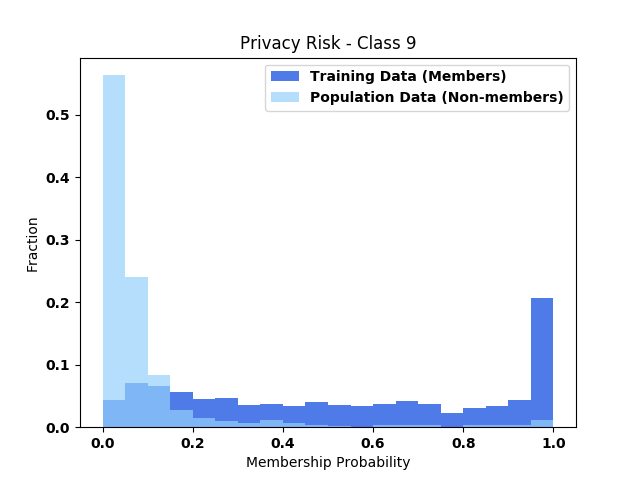 Privacy Risk - Class 9
Training Data (Members)
Population Data (Non-members)
Fraction
0.5
0.4
0.3
0.2
0.1
0.0
0.0 0.2 0.4 0.6 0.8 1.0
Membership Probability